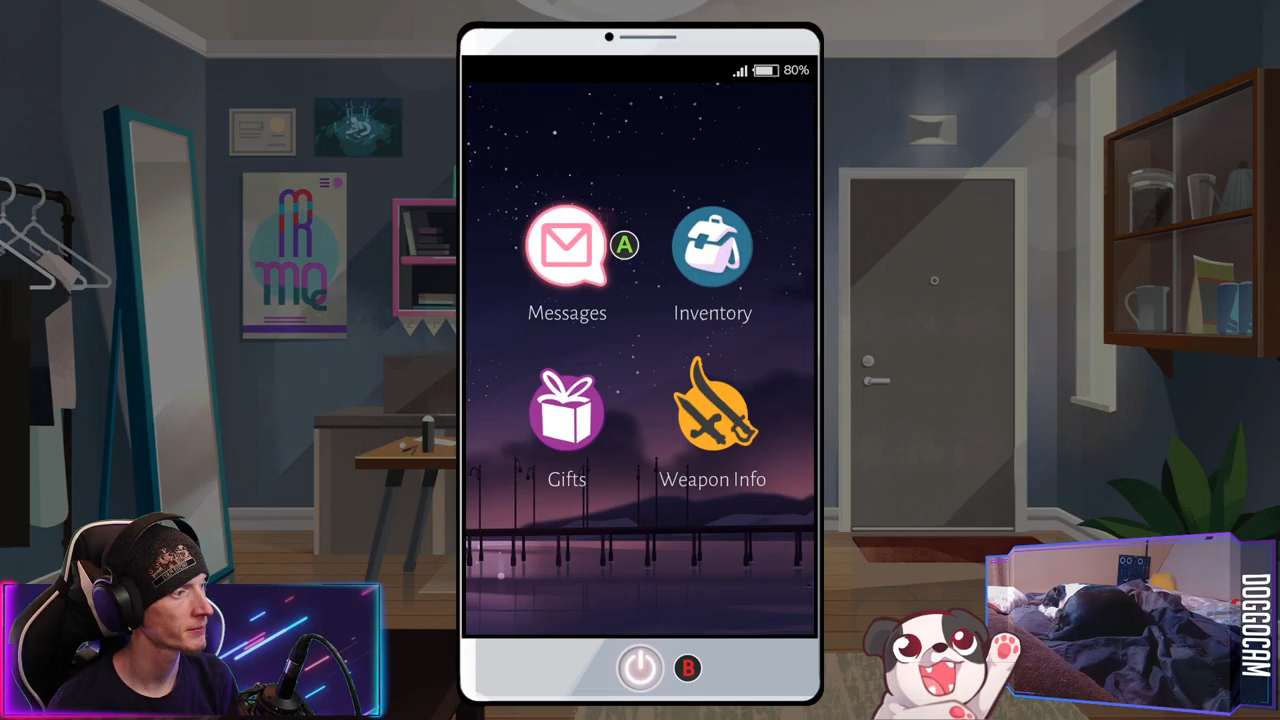 80%
A
Messages
Inventory
Gifts
Weapon Info
B
DOGGOCAM